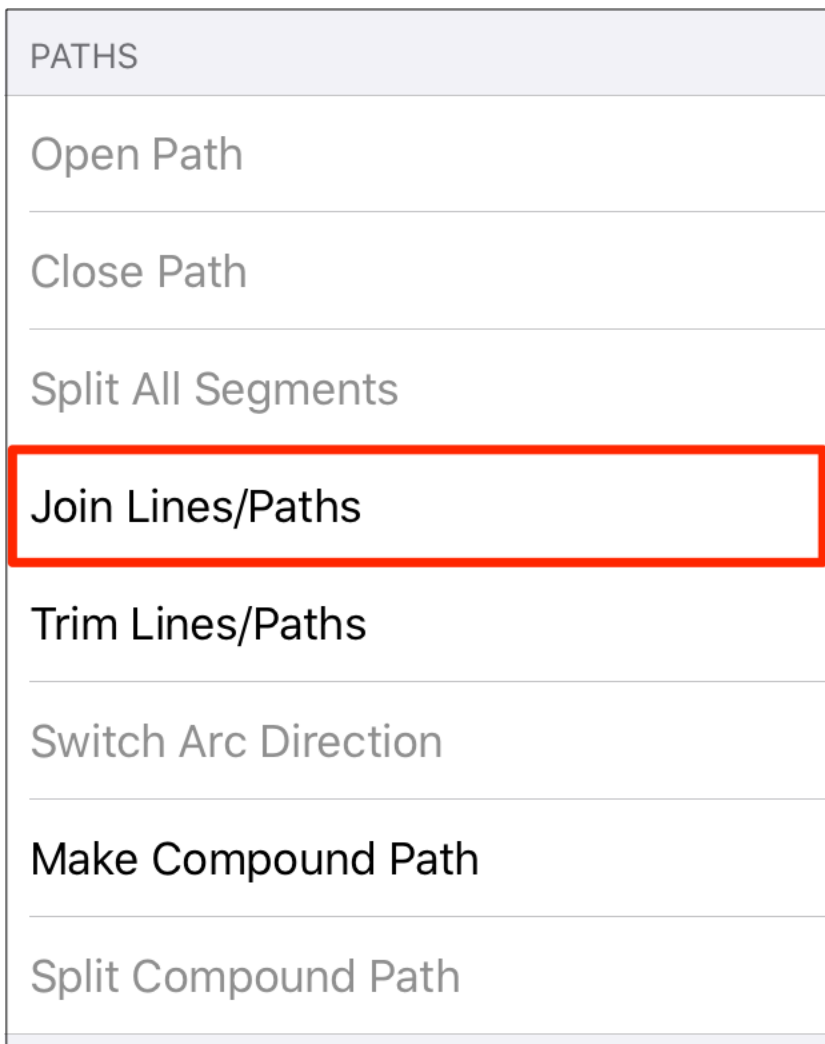 PATHS
Open Path
Close Path
Split All Segments
Join Lines/Paths
Trim Lines/Paths
Switch Arc Direction
Make Compound Path
Split Compound Path